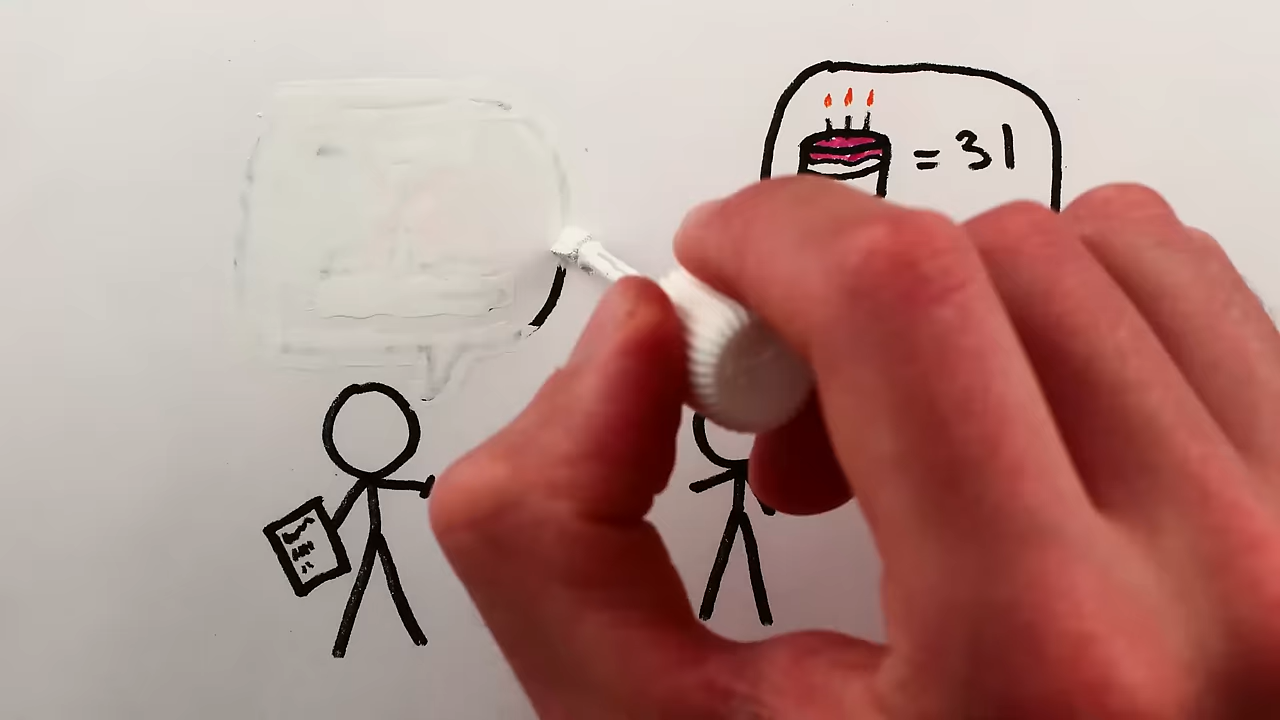 = 31